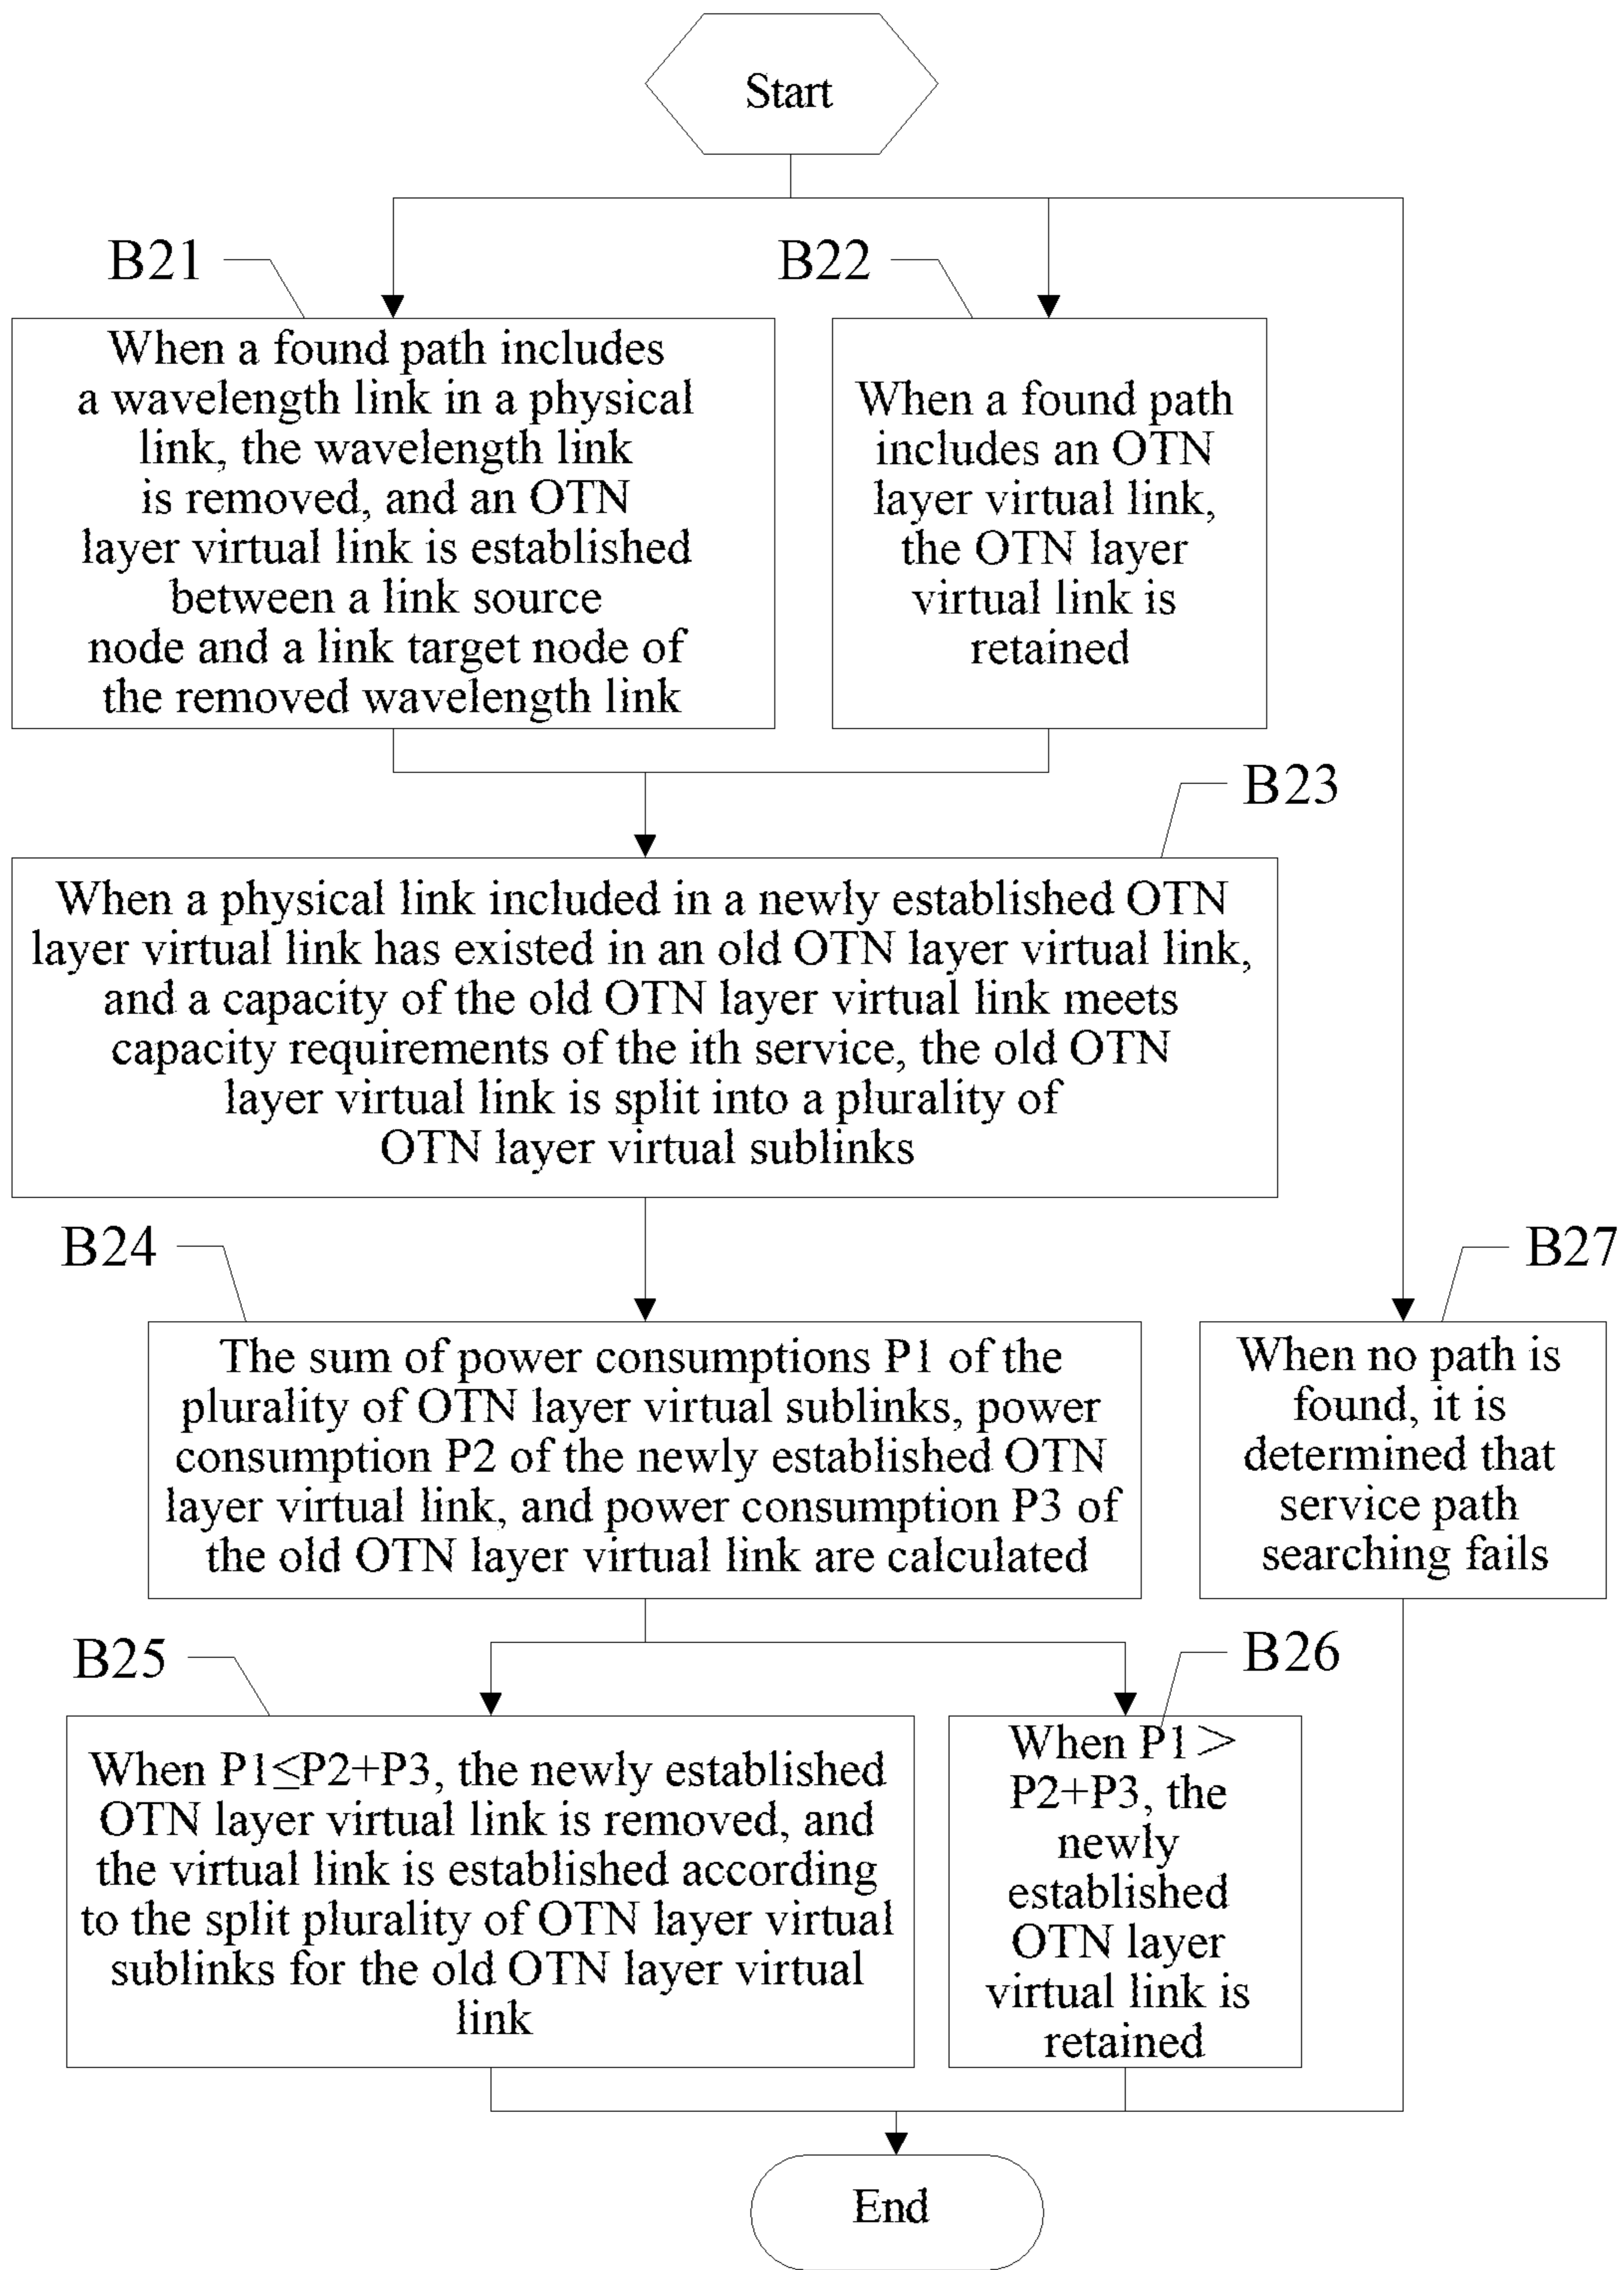 Start
B21
B22
When a found path includes
a wavelength link in a physical
link, the wavelength link
is removed, and an OTN
layer virtual link is established
between a link source
node and a link target node of
the removed wavelength link
When a found path
includes an OTN
layer virtual link,
the OTN layer
virtual link is
retained
B23
When a physical link included in a newly established OTN
layer virtual link has existed in an old OTN layer virtual link,
and a capacity of the old OTN layer virtual link meets
capacity requirements of the ith service, the old OTN
layer virtual link is split into a plurality of
OTN layer virtual sublinks
B24
B27
The sum of power consumptions P1 of the
plurality of OTN layer virtual sublinks, power
consumption P2 of the newly established OTN
layer virtual link, and power consumption P3 of
the old OTN layer virtual link are calculated
When no path is
found, it is
determined that
service path
searching fails
B25
B26
When P1≤P2+P3, the newly established
OTN layer virtual link is removed, and
the virtual link is established according
to the split plurality of OTN layer virtual
sublinks for the old OTN layer virtual
link
When P1 >
P2+P3, the
newly
established
OTN layer
virtual link is
retained
End